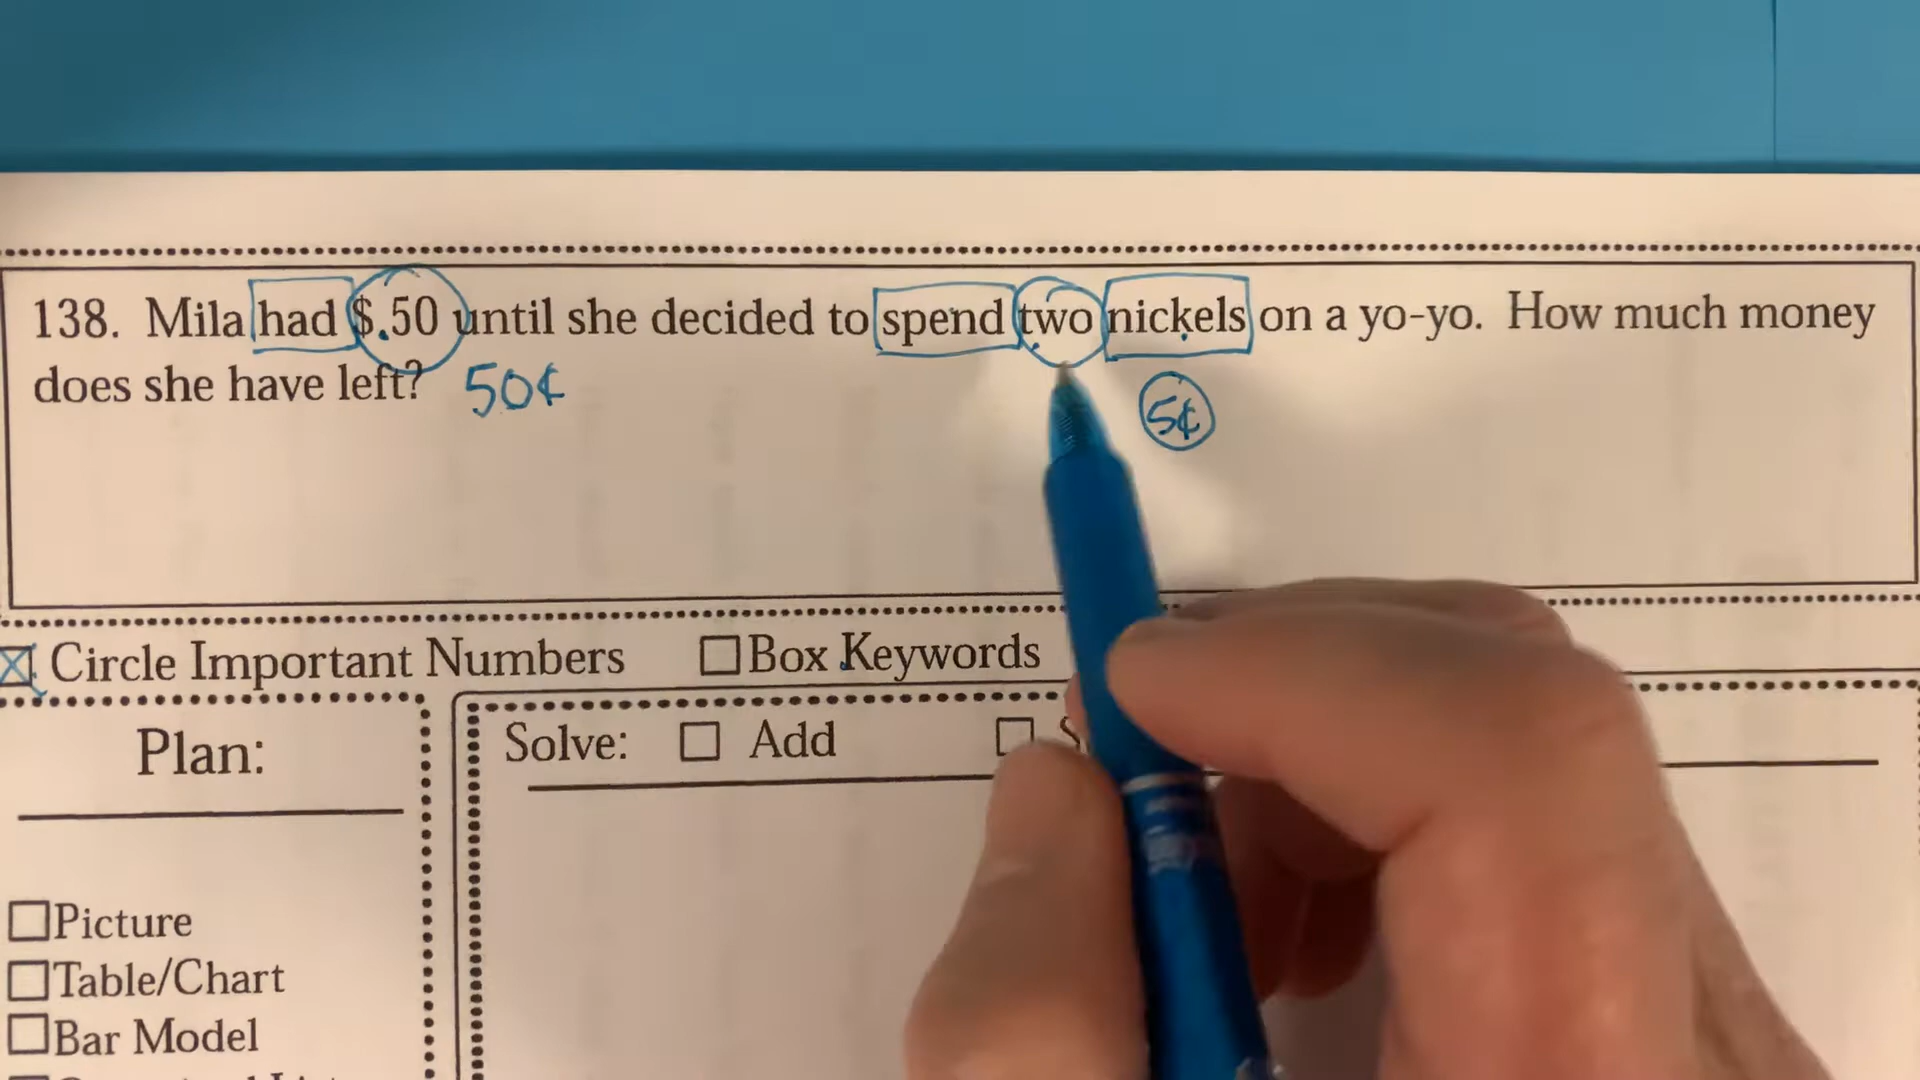 138. Mila had $.50 until she decided to spend two nickels on a yo-yo. How much money
does she have left? 50¢
5¢
Circle Important Numbers
Box Keywords
Plan:
Solve: Add
Picture
Table/Chart
Bar Model